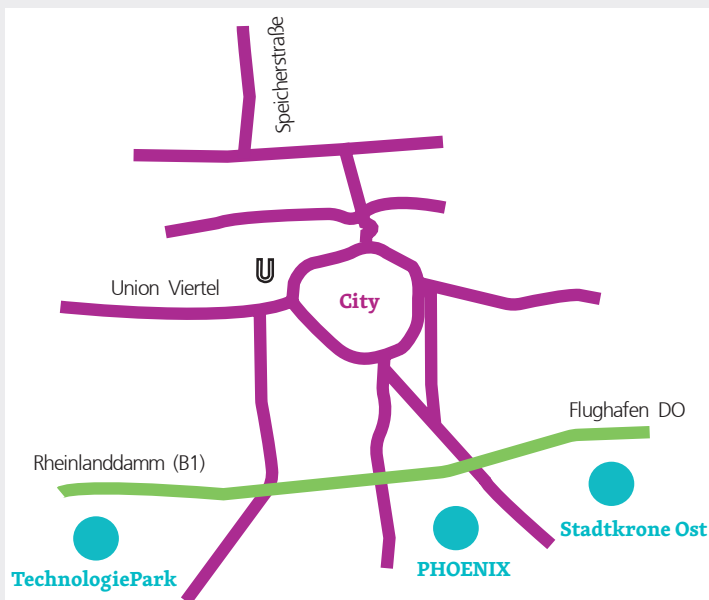 Speicherstraße
U
Union Viertel
City
Flughafen DO
Rheinlanddamm (B1)
Stadtkrone Ost
PHOENIX
TechnologiePark